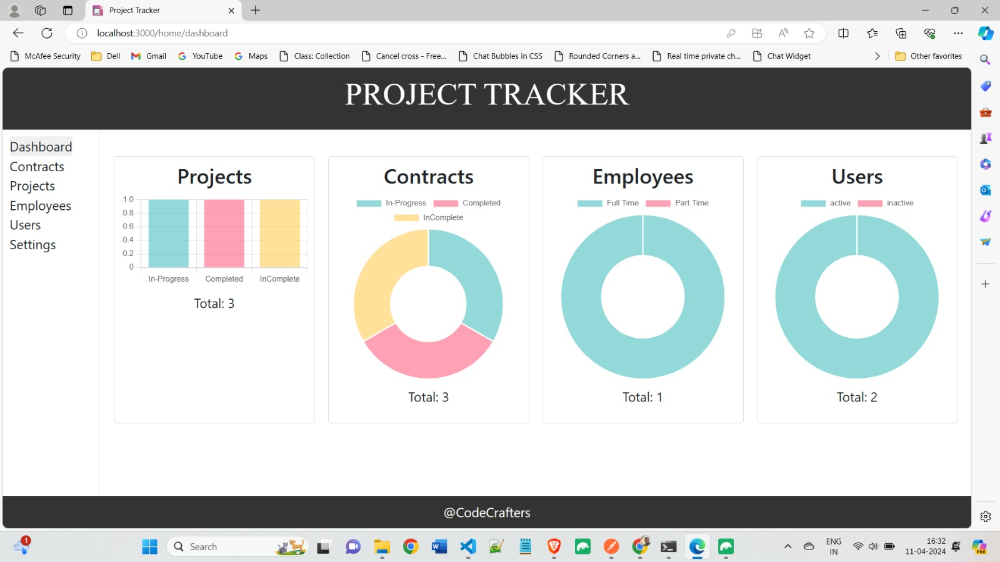 Project Tracker
localhost:3000/home/dashboard
McAfee Security Dell Gmail YouTube Maps Class: Collection Cancel cross - Free... Chat Bubbles in CSS Rounded Corners a... Real time private ch... Chat Widget Other favorites
PROJECT TRACKER
Dashboard
Contracts
Projects
Employees
Users
Settings
Projects
1.0
0.8
0.6
0.4
0.2
0
In-Progress Completed InComplete
Total: 3
Contracts
In-Progress Completed
InComplete
Total: 3
Employees
Full Time Part Time
Total: 1
Users
active inactive
Total: 2
@CodeCrafters
1
Search
ENG
IN
16:32
11-04-2024
PRE